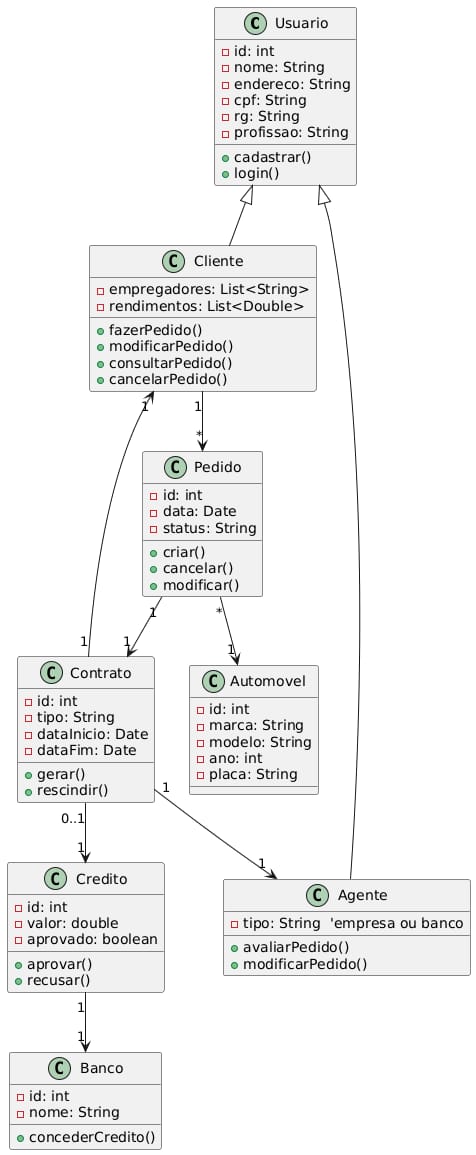 C Usuario
id: int
nome: String
endereco: String
cpf: String
rg: String
profissao: String
cadastrar()
login()
C Cliente
empregadores: List<String>
rendimentos: List<Double>
fazerPedido()
modificarPedido()
consultarPedido()
cancelarPedido()
1 1
*
C Pedido
id: int
data: Date
status: String
criar()
cancelar()
modificar()
1 *
1 1 1
C Contrato
id: int
tipo: String
dataInicio: Date
dataFim: Date
gerar()
rescindir()
C Automovel
id: int
marca: String
modelo: String
ano: int
placa: String
1
0..1
1 1
C Credito
id: int
valor: double
aprovado: boolean
aprovar()
recusar()
C Agente
tipo: String 'empresa ou banco
avaliarPedido()
modificarPedido()
1
1
C Banco
id: int
nome: String
concederCredito()